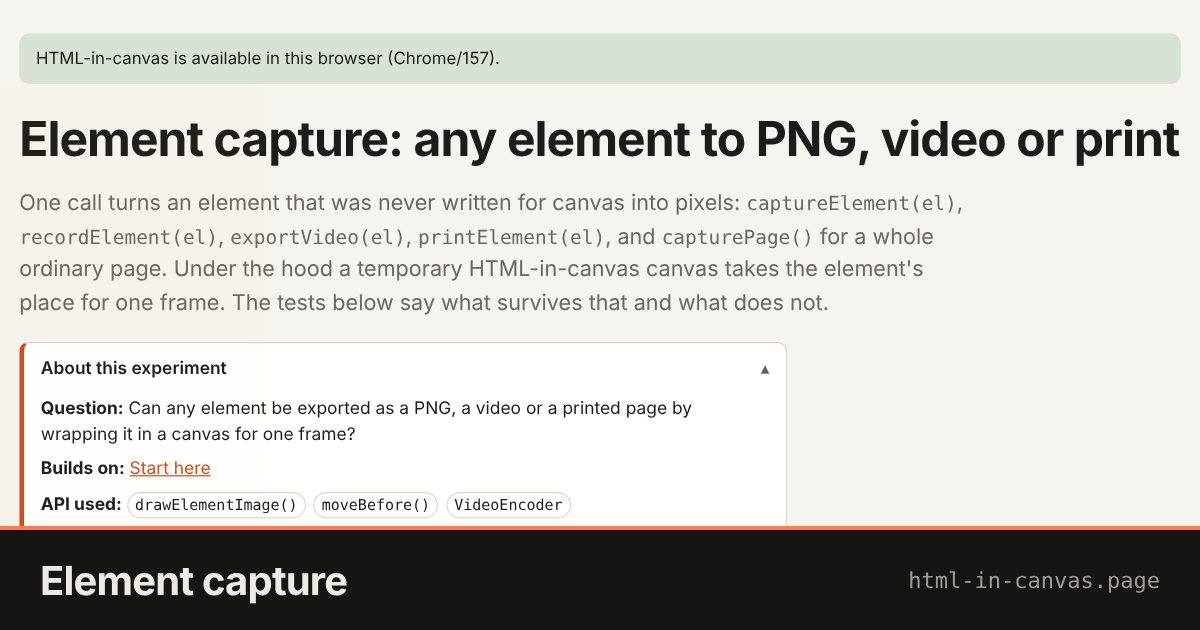 HTML-in-canvas is available in this browser (Chrome/157).
Element capture: any element to PNG, video or print
One call turns an element that was never written for canvas into pixels: captureElement(el),
recordElement(el), exportVideo(el), printElement(el), and capturePage() for a whole
ordinary page. Under the hood a temporary HTML-in-canvas canvas takes the element's
place for one frame. The tests below say what survives that and what does not.
About this experiment ▲
Question: Can any element be exported as a PNG, a video or a printed page by
wrapping it in a canvas for one frame?
Builds on: Start here
API used: drawElementImage() moveBefore() VideoEncoder
Element capture
html-in-canvas.page